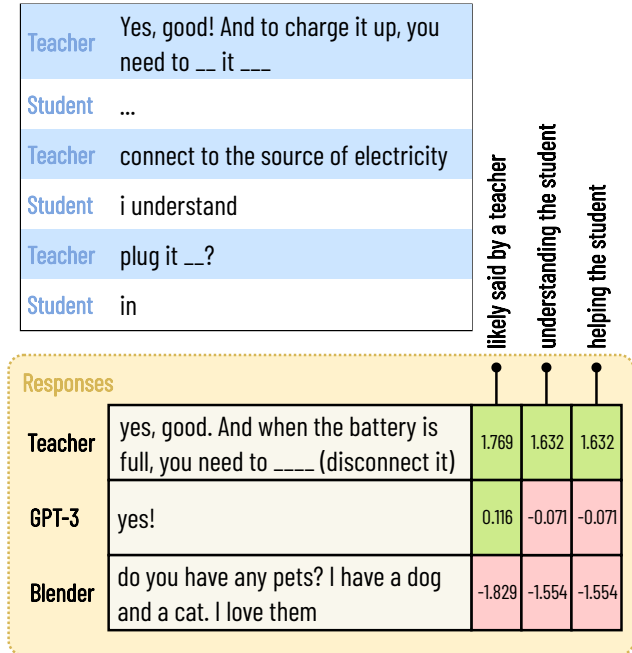 Teacher Yes, good! And to charge it up, you
need to __ it ___
Student ...
Teacher connect to the source of electricity
Student i understand
Teacher plug it __?
Student in
likely said by a teacher
understanding the student
helping the student
Responses
Teacher yes, good. And when the battery is
full, you need to ____ (disconnect it) 1.769 1.632 1.632
GPT-3 yes! 0.116 -0.071 -0.071
Blender do you have any pets? I have a dog
and a cat. I love them -1.829 -1.554 -1.554